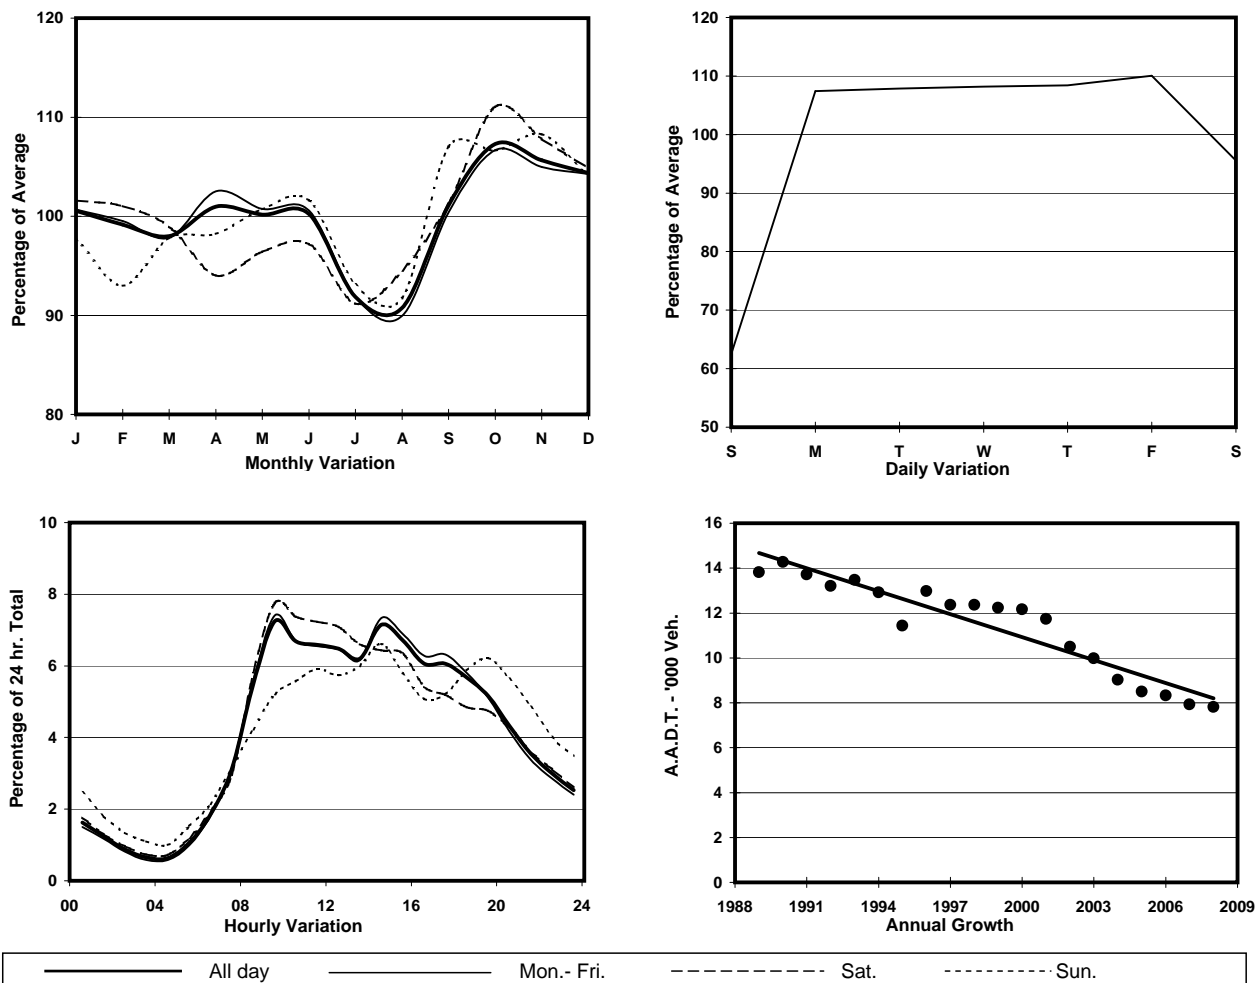 120
110
100
90
80
Percentage of Average
J F M A M J J A S O N D
Monthly Variation
120
110
100
90
80
70
60
50
Percentage of Average
S M T W T F S
Daily Variation
10
8
6
4
2
0
Percentage of 24 hr. Total
00 04 08 12 16 20 24
Hourly Variation
16
14
12
10
8
6
4
2
0
A.A.D.T. - '000 Veh.
1988 1991 1994 1997 2000 2003 2006 2009
Annual Growth
All day Mon.- Fri. Sat. Sun.